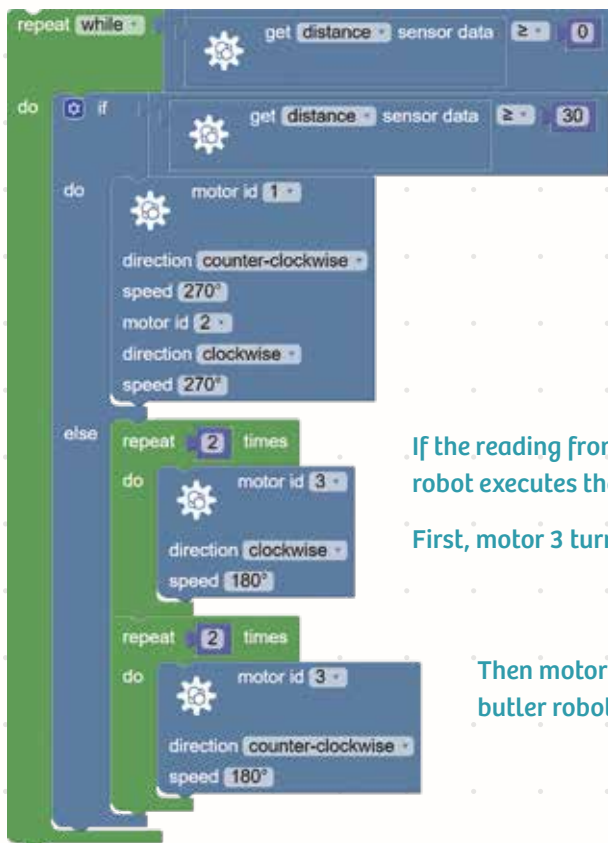 repeat while
get distance sensor data ≥ 0
do if
get distance sensor data ≥ 30
do
motor id 1
direction counter-clockwise
speed 270°
motor id 2
direction clockwise
speed 270°
else
repeat 2 times
do
motor id 3
direction clockwise
speed 180°
If the reading from
robot executes the
First, motor 3 turn
repeat 2 times
do
motor id 3
direction counter-clockwise
speed 180°
Then motor
butler robot